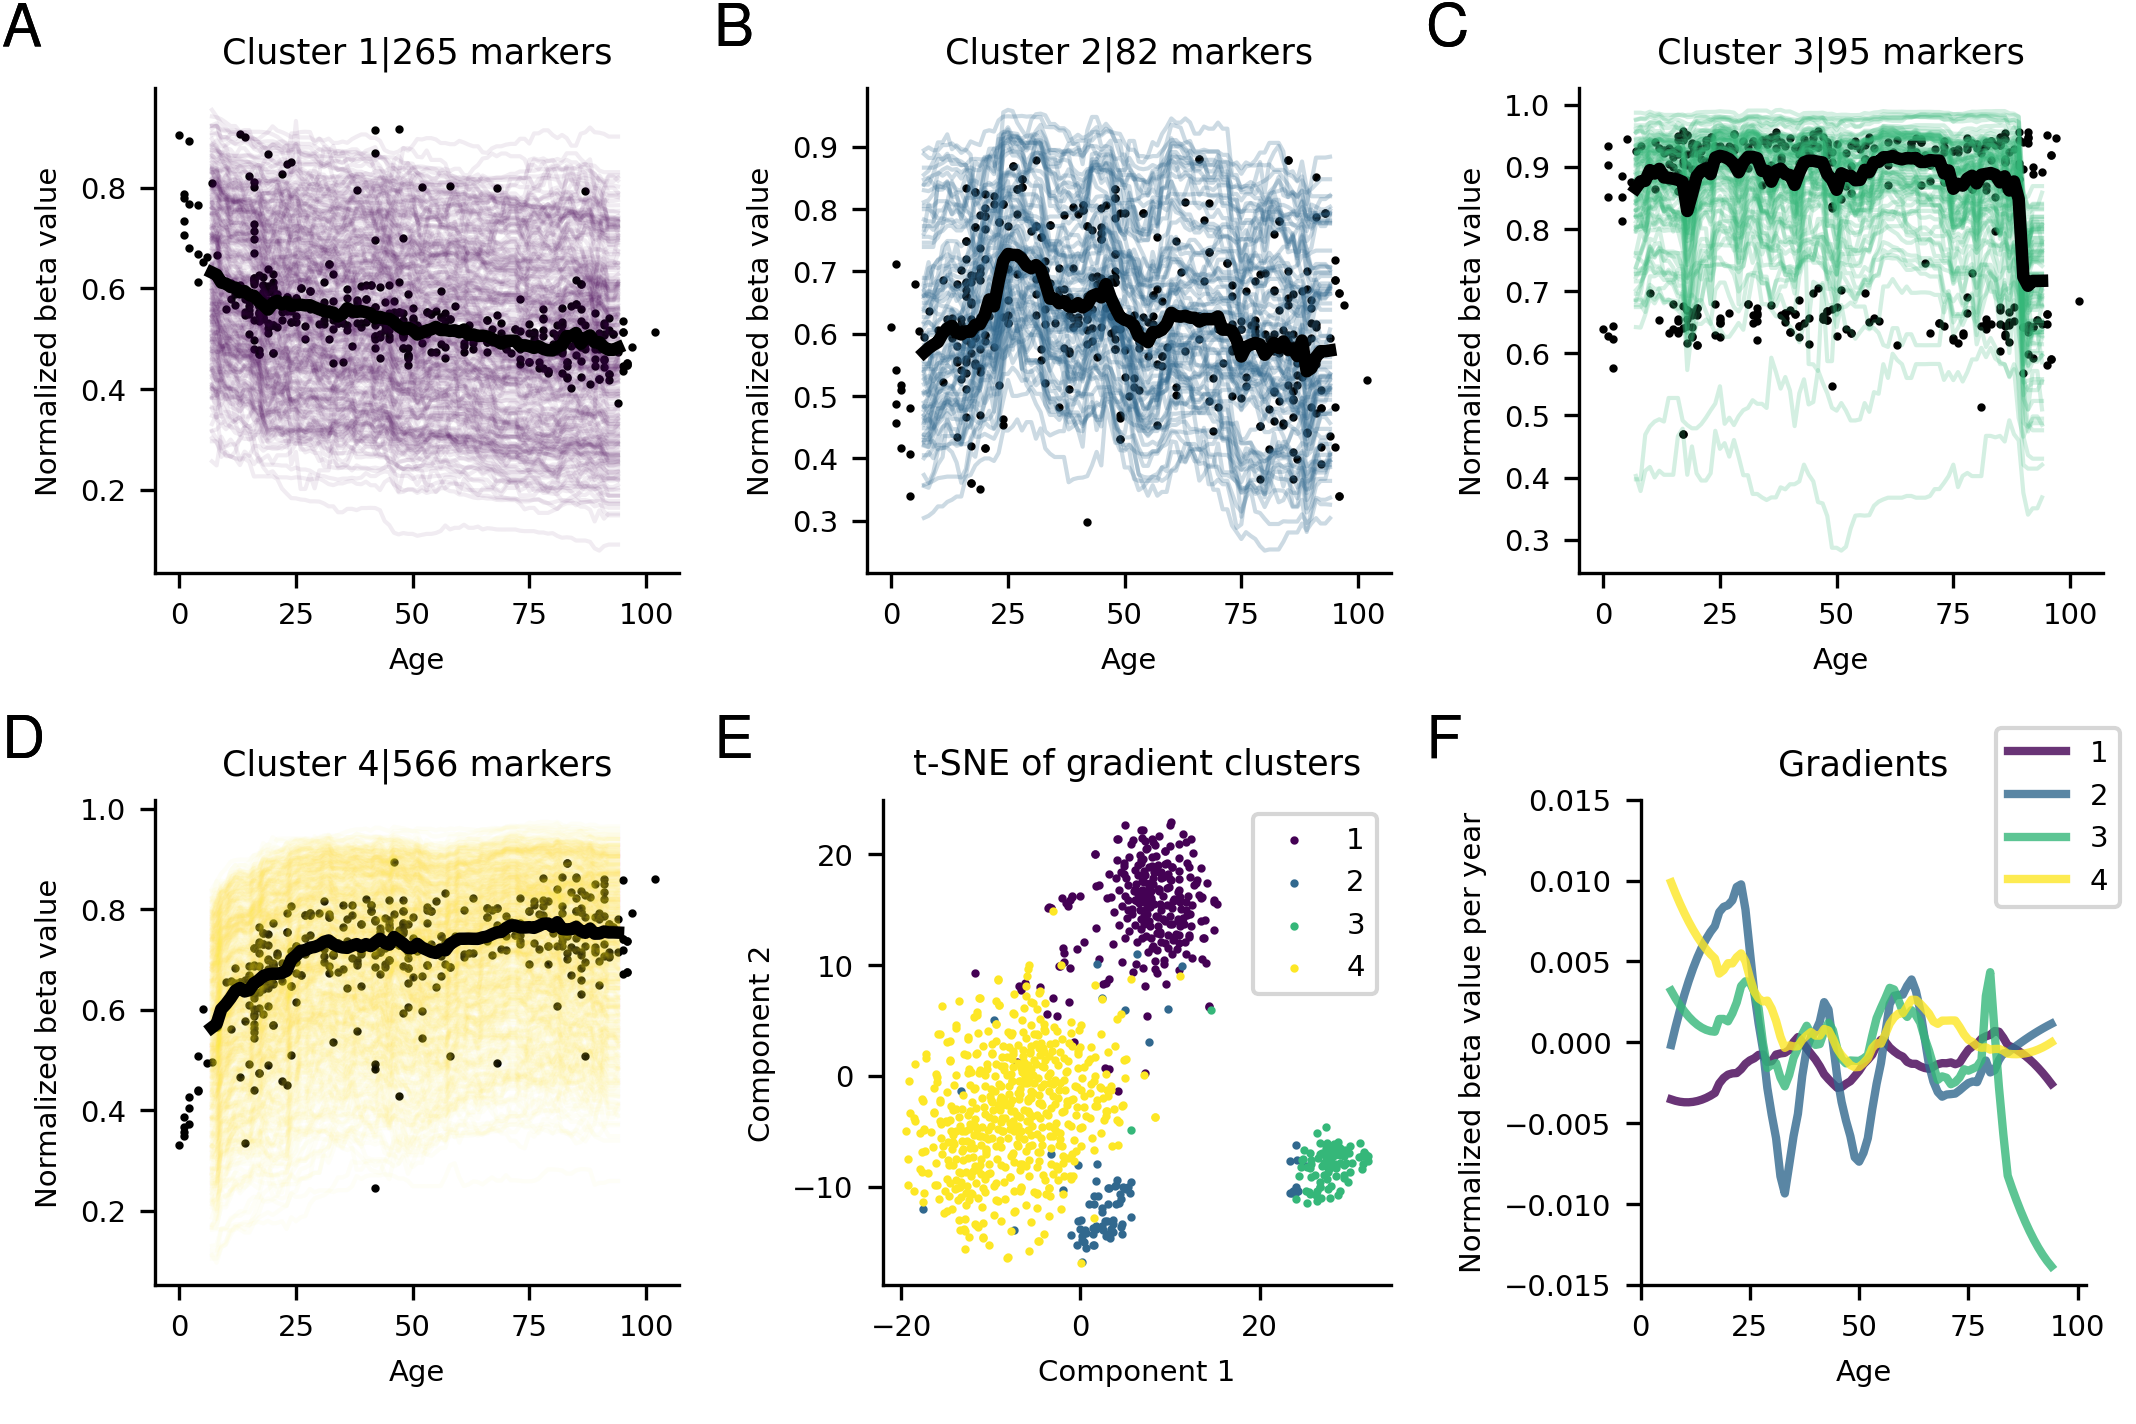 A
Cluster 1|265 markers
Normalized beta value
0.8
0.6
0.4
0.2
0 25 50 75 100
Age
B
Cluster 2|82 markers
Normalized beta value
0.9
0.8
0.7
0.6
0.5
0.4
0.3
0 25 50 75 100
Age
C
Cluster 3|95 markers
Normalized beta value
1.0
0.9
0.8
0.7
0.6
0.5
0.4
0.3
0 25 50 75 100
Age
D
Cluster 4|566 markers
Normalized beta value
1.0
0.8
0.6
0.4
0.2
0 25 50 75 100
Age
E
t-SNE of gradient clusters
Component 2
20
10
0
−10
−20 0 20
Component 1
1
2
3
4
F
Gradients
Normalized beta value per year
0.015
0.010
0.005
0.000
−0.005
−0.010
−0.015
0 25 50 75 100
Age
1
2
3
4